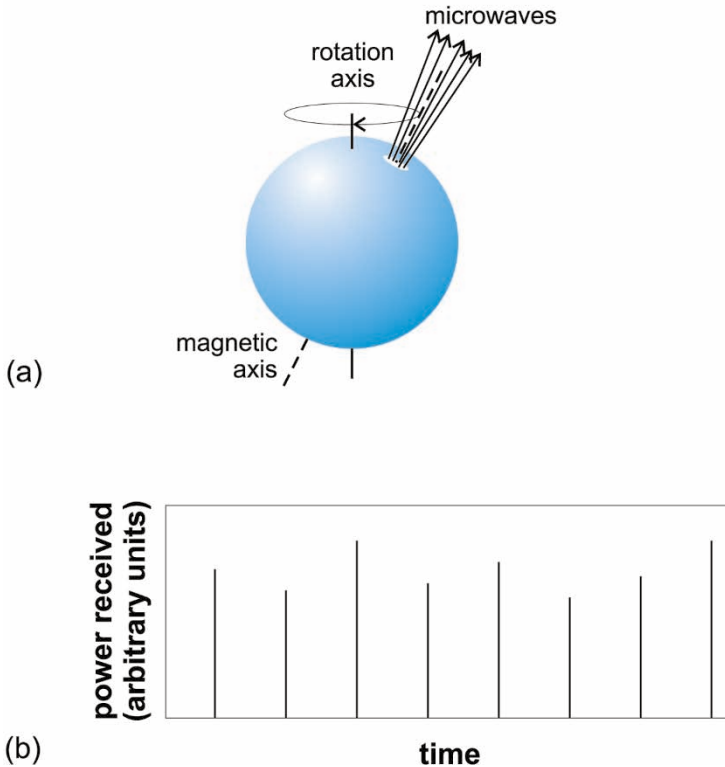 microwaves
rotation
axis
magnetic
axis
(a)
power received
(arbitrary units)
(b)
time